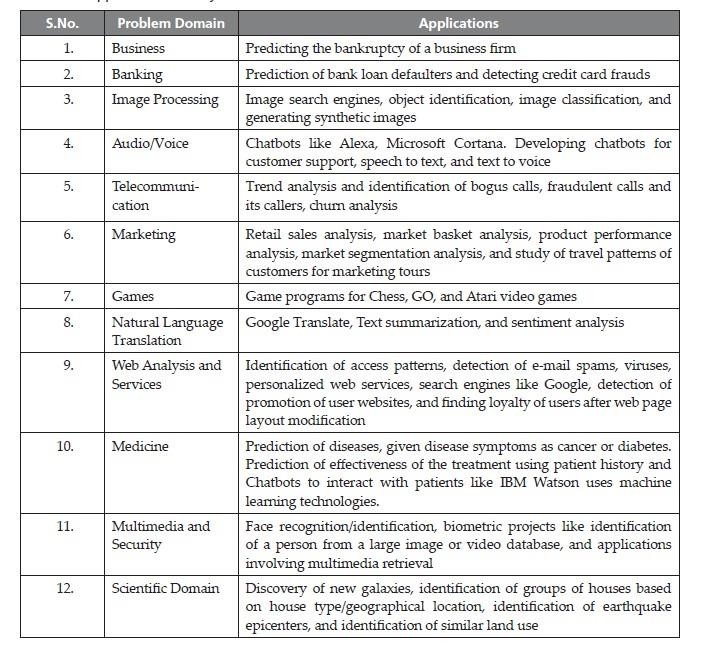 S.No. Problem Domain Applications
1. Business Predicting the bankruptcy of a business firm
2. Banking Prediction of bank loan defaulters and detecting credit card frauds
3. Image Processing Image search engines, object identification, image classification, and
generating synthetic images
4. Audio/Voice Chatbots like Alexa, Microsoft Cortana. Developing chatbots for
customer support, speech to text, and text to voice
5. Telecommuni- Trend analysis and identification of bogus calls, fraudulent calls and
cation its callers, churn analysis
6. Marketing Retail sales analysis, market basket analysis, product performance
analysis, market segmentation analysis, and study of travel patterns of
customers for marketing tours
7. Games Game programs for Chess, GO, and Atari video games
8. Natural Language Google Translate, Text summarization, and sentiment analysis
Translation
9. Web Analysis and Identification of access patterns, detection of e-mail spams, viruses,
Services personalized web services, search engines like Google, detection of
promotion of user websites, and finding loyalty of users after web page
layout modification
10. Medicine Prediction of diseases, given disease symptoms as cancer or diabetes.
Prediction of effectiveness of the treatment using patient history and
Chatbots to interact with patients like IBM Watson uses machine
learning technologies.
11. Multimedia and Face recognition/identification, biometric projects like identification
Security of a person from a large image or video database, and applications
involving multimedia retrieval
12. Scientific Domain Discovery of new galaxies, identification of groups of houses based
on house type/geographical location, identification of earthquake
epicenters, and identification of similar land use